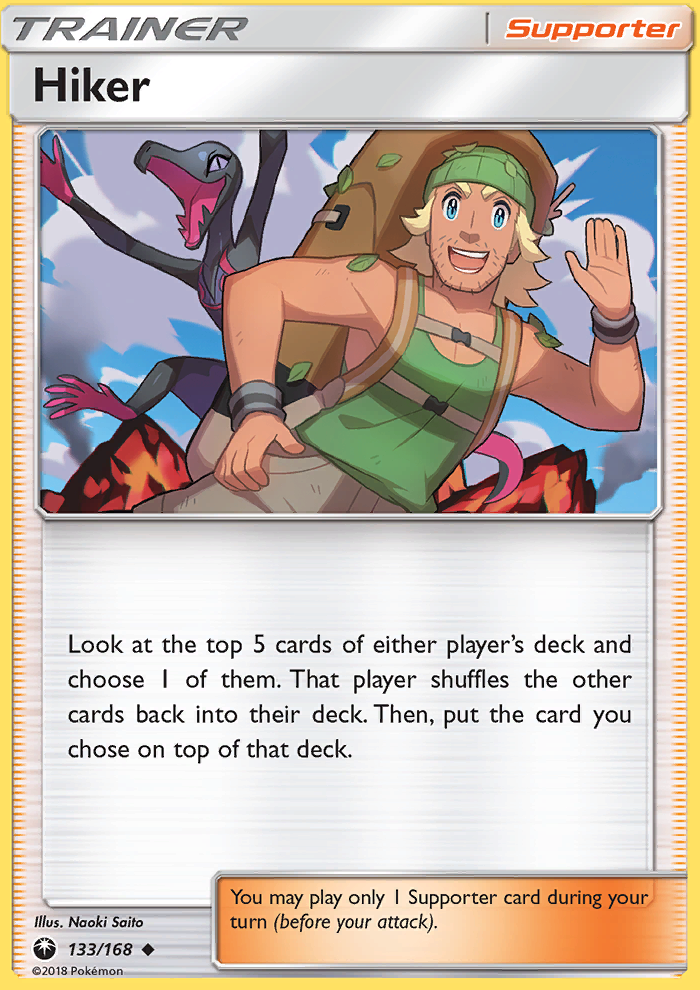 TRAINER
Supporter
Hiker
Look at the top 5 cards of either player's deck and
choose 1 of them. That player shuffles the other
cards back into their deck. Then, put the card you
chose on top of that deck.
You may play only 1 Supporter card during your
turn (before your attack).
Illus. Naoki Saito
133/168
©2018 Pokémon